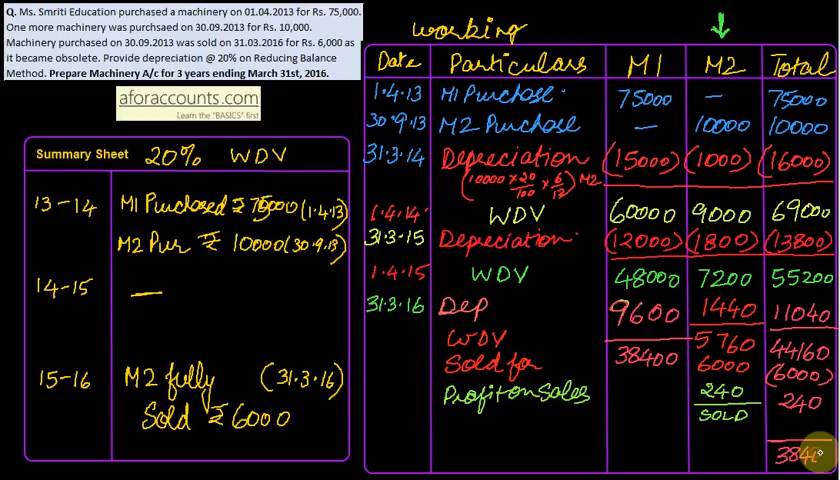 Q. Ms. Smriti Education purchased a machinery on 01.04.2013 for Rs. 75,000.
One more machinery was purchsaed on 30.09.2013 for Rs. 10,000.
Machinery purchased on 30.09.2013 was sold on 31.03.2016 for Rs 6,000 as
it became obsolete. Provide depreciation @ 20% on Reducing Balance
Method. Prepare Machinery A/c for 3 years ending March 31st, 2016.
aforaccounts.com
Learn the "BASICS" first
Summary Sheet 20% WDV
13-14 M1 Purchased ₹ 75000 (1.4.13)
M2 Pur ₹ 10000 (30.9.13)
14-15 —
15-16 M2 fully (31.3.16)
Sold ₹ 6000
working
Date Particulars M1 M2 Total
1.4.13 M1 Purchase. 75000 — 75000
30.9.13 M2 Purchase — 10000 10000
31.3.14 Depreciation (15000) (1000) (16000)
(10000 × 20/100 × 6/12) M2
1.4.14 WDV 60000 9000 69000
31.3.15 Depreciation. (12000) (1800) (13800)
1.4.15 WDV 48000 7200 55200
31.3.16 Dep 9600 1440 11040
WDV 38400 5760 44160
Sold for 6000 (6000)
Profit on Sales 240 240
SOLD